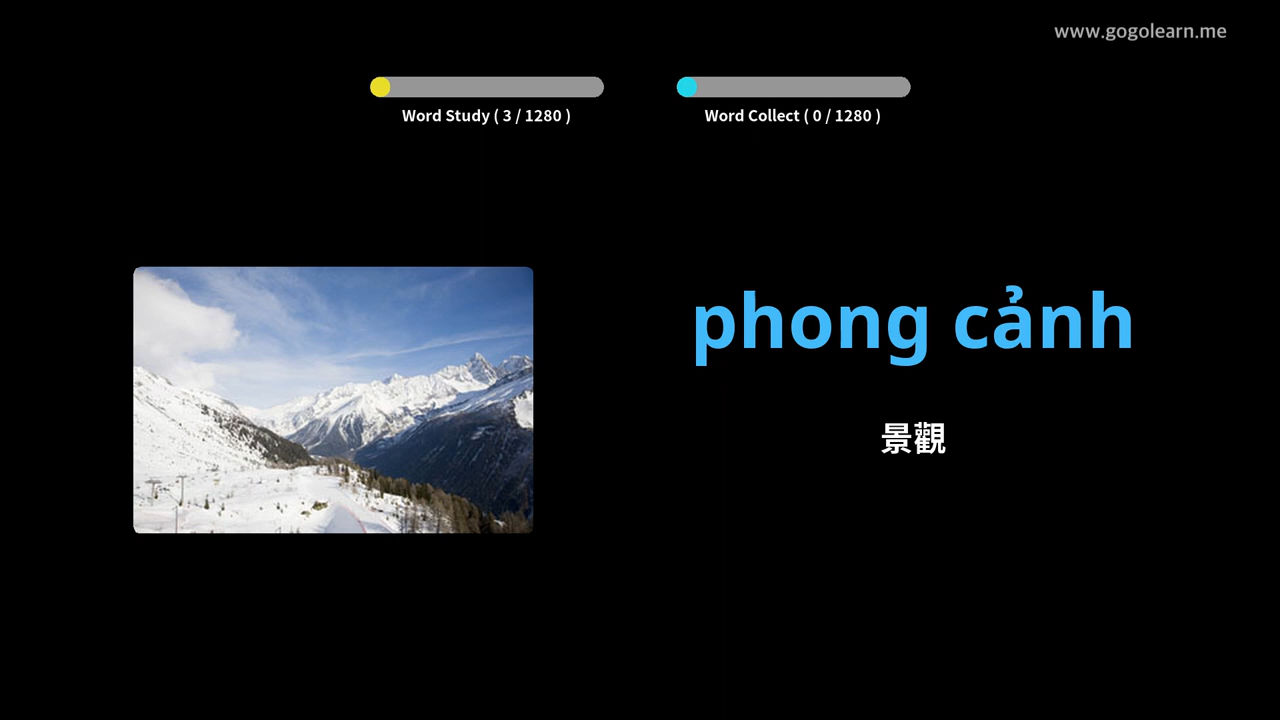 www.gogolearn.me
Word Study ( 3 / 1280 )
Word Collect ( 0 / 1280 )
phong cảnh
景觀